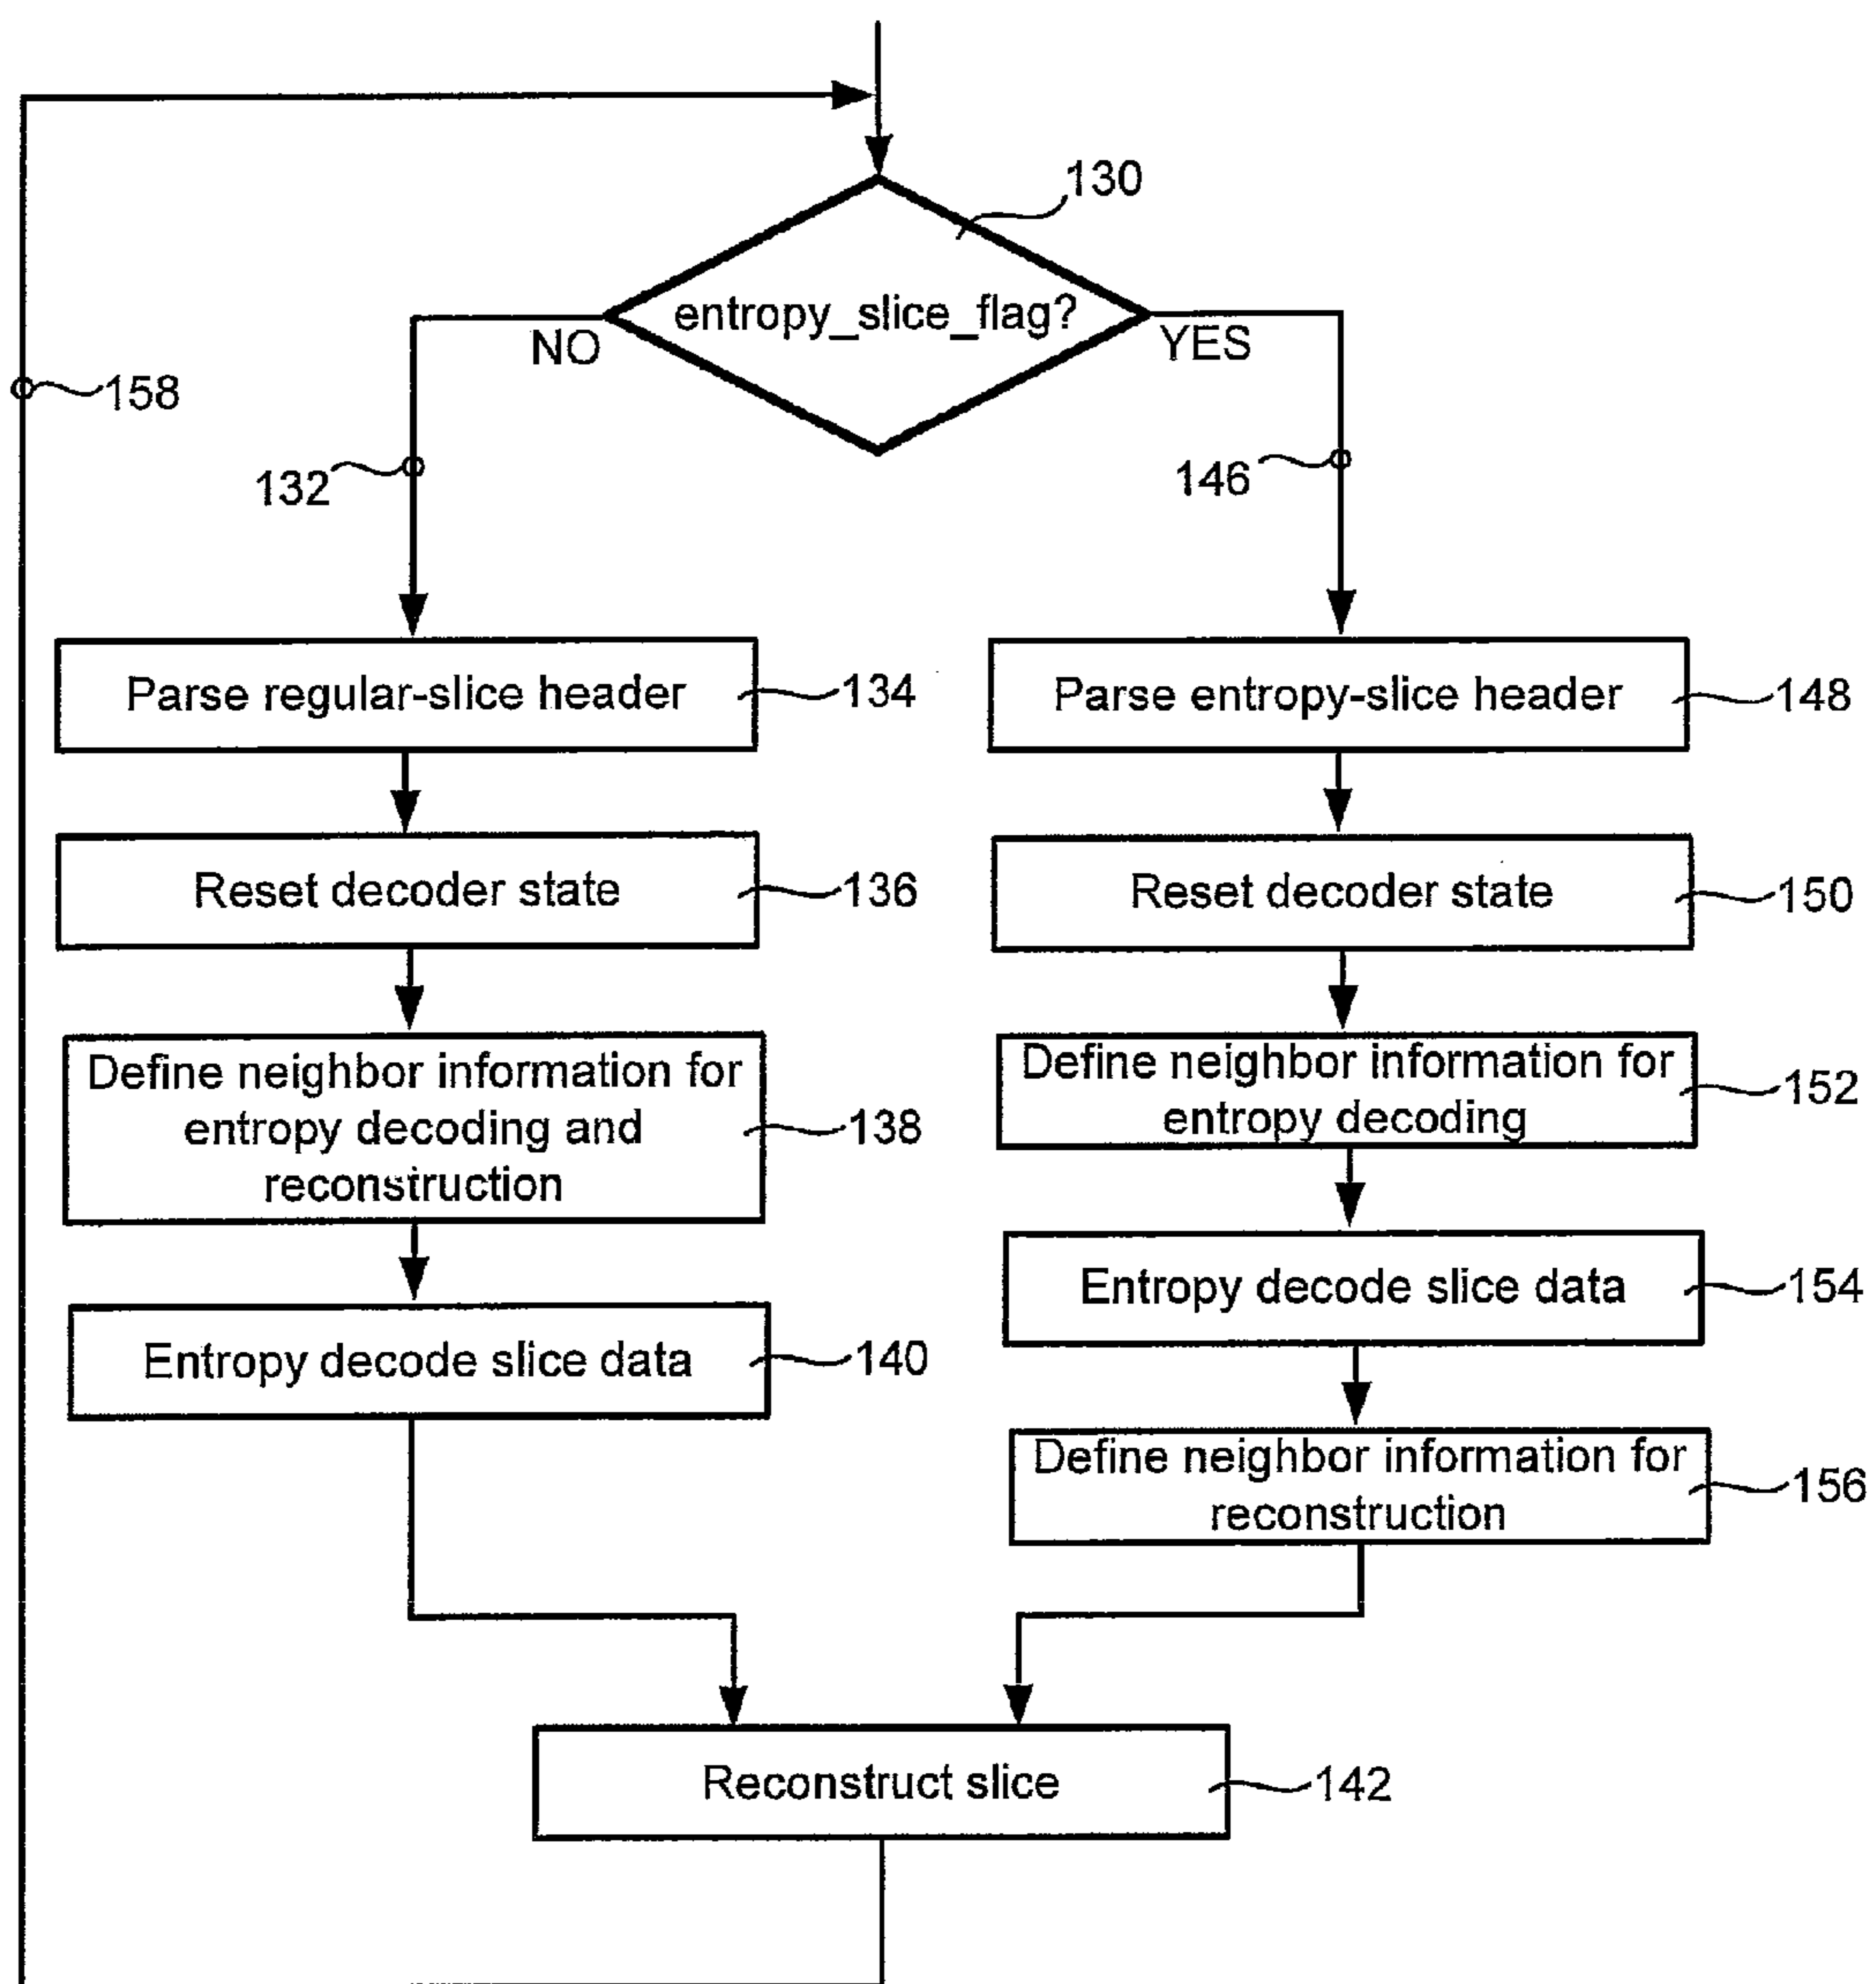 130
entropy_slice_flag?
NO
YES
158
132
146
Parse regular-slice header
134
Parse entropy-slice header
148
Reset decoder state
136
Reset decoder state
150
Define neighbor information for
entropy decoding and
reconstruction
138
Define neighbor information for
entropy decoding
152
Entropy decode slice data
154
Entropy decode slice data
140
Define neighbor information for
reconstruction
156
Reconstruct slice
142